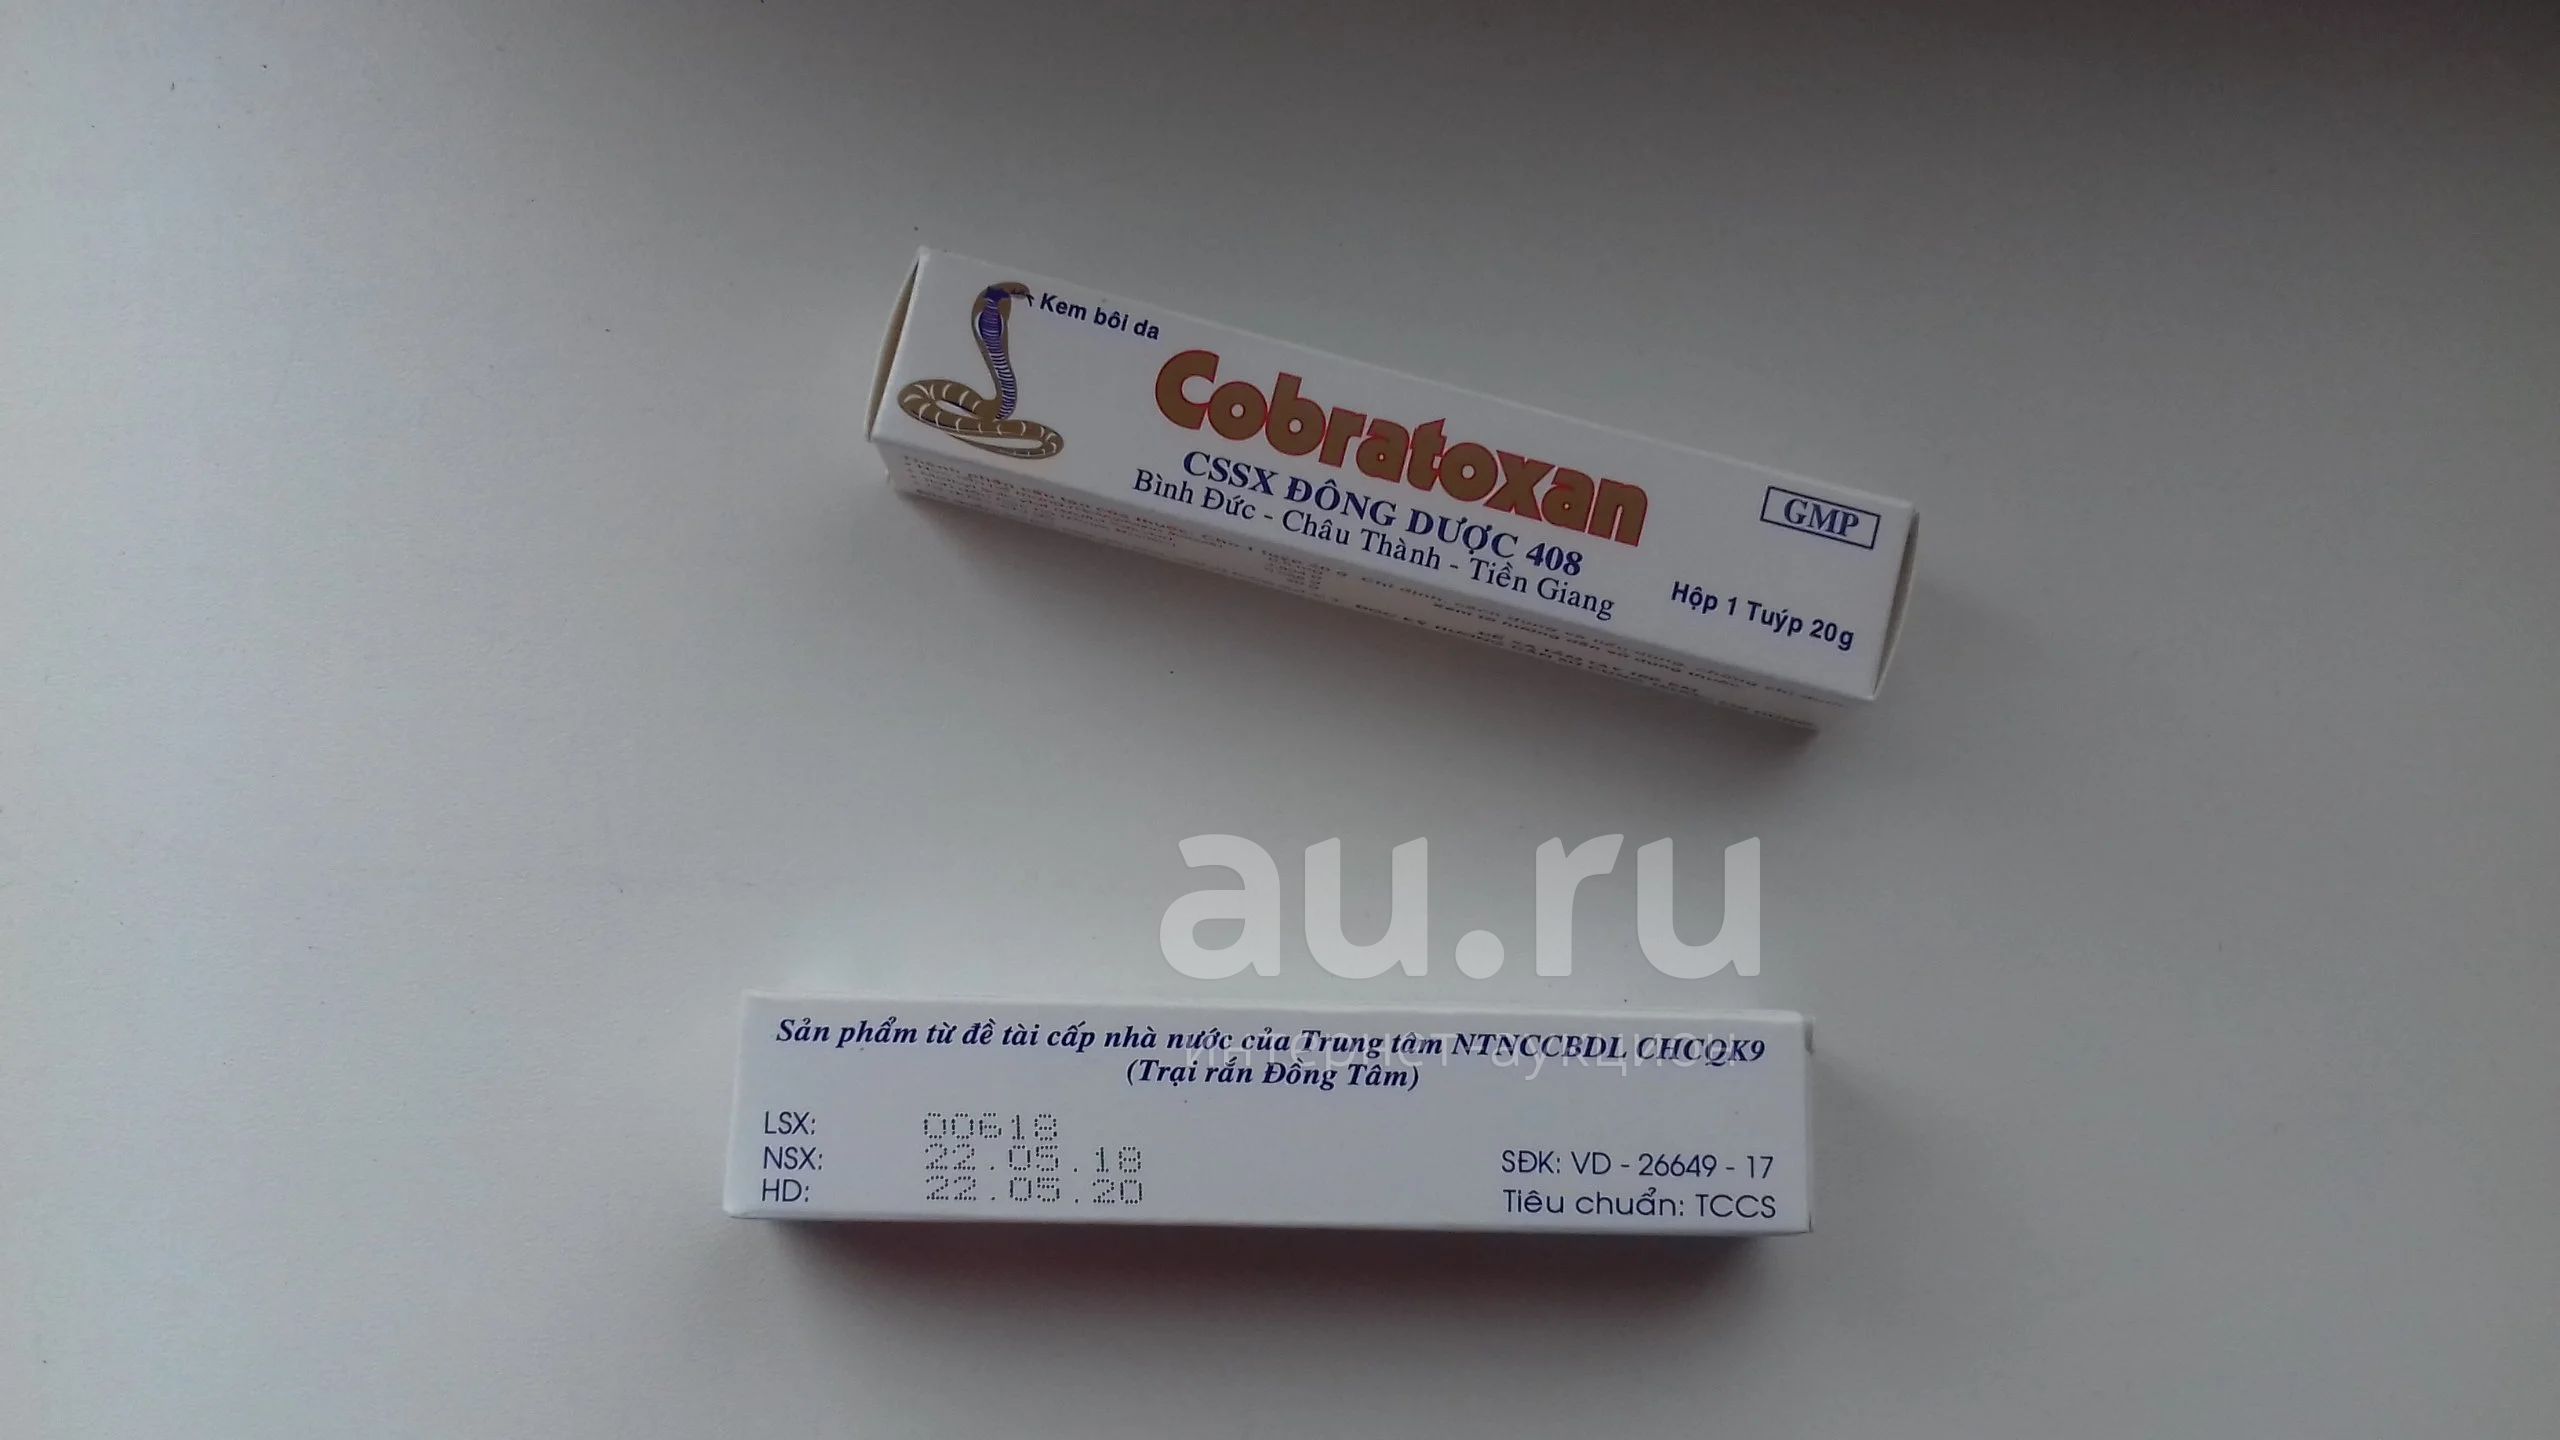 Kem bôi da
Cobratoxan
CSSX ĐÔNG DƯỢC 408
Bình Đức - Châu Thành - Tiền Giang
GMP
Hộp 1 Tuýp 20g
au.ru
интернет аукцион
Sản phẩm từ đề tài cấp nhà nước của Trung tâm NTNCCBDL CHCQK9
(Trại rắn Đồng Tâm)
LSX: 00618
NSX: 22.05.18
HD: 22.05.20
SĐK: VD - 26649 - 17
Tiêu chuẩn: TCCS